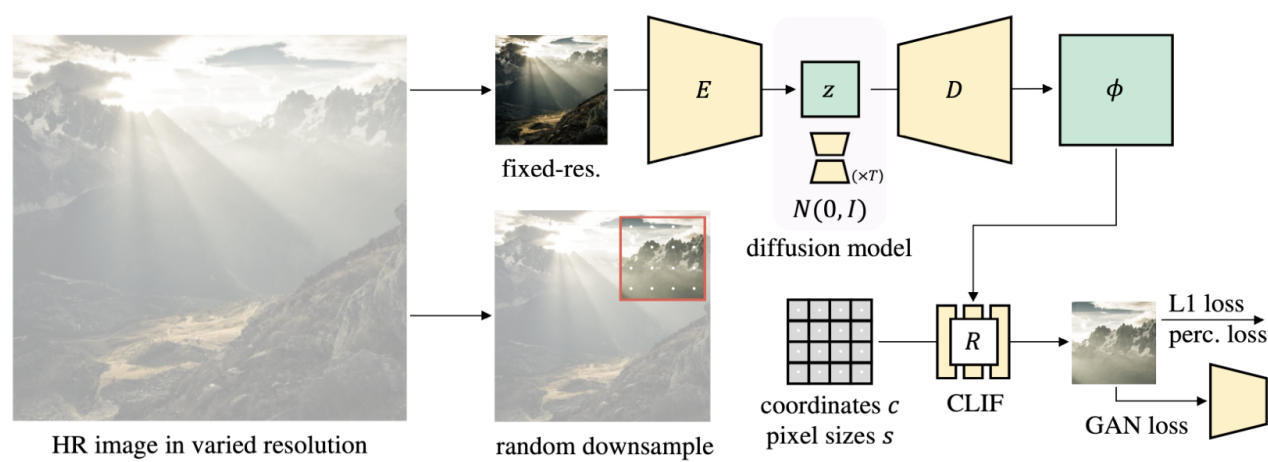 E
z
D
ϕ
(×T)
fixed-res.
N(0, I)
diffusion model
L1 loss
perc. loss
R
coordinates c
pixel sizes s
CLIF
GAN loss
HR image in varied resolution
random downsample